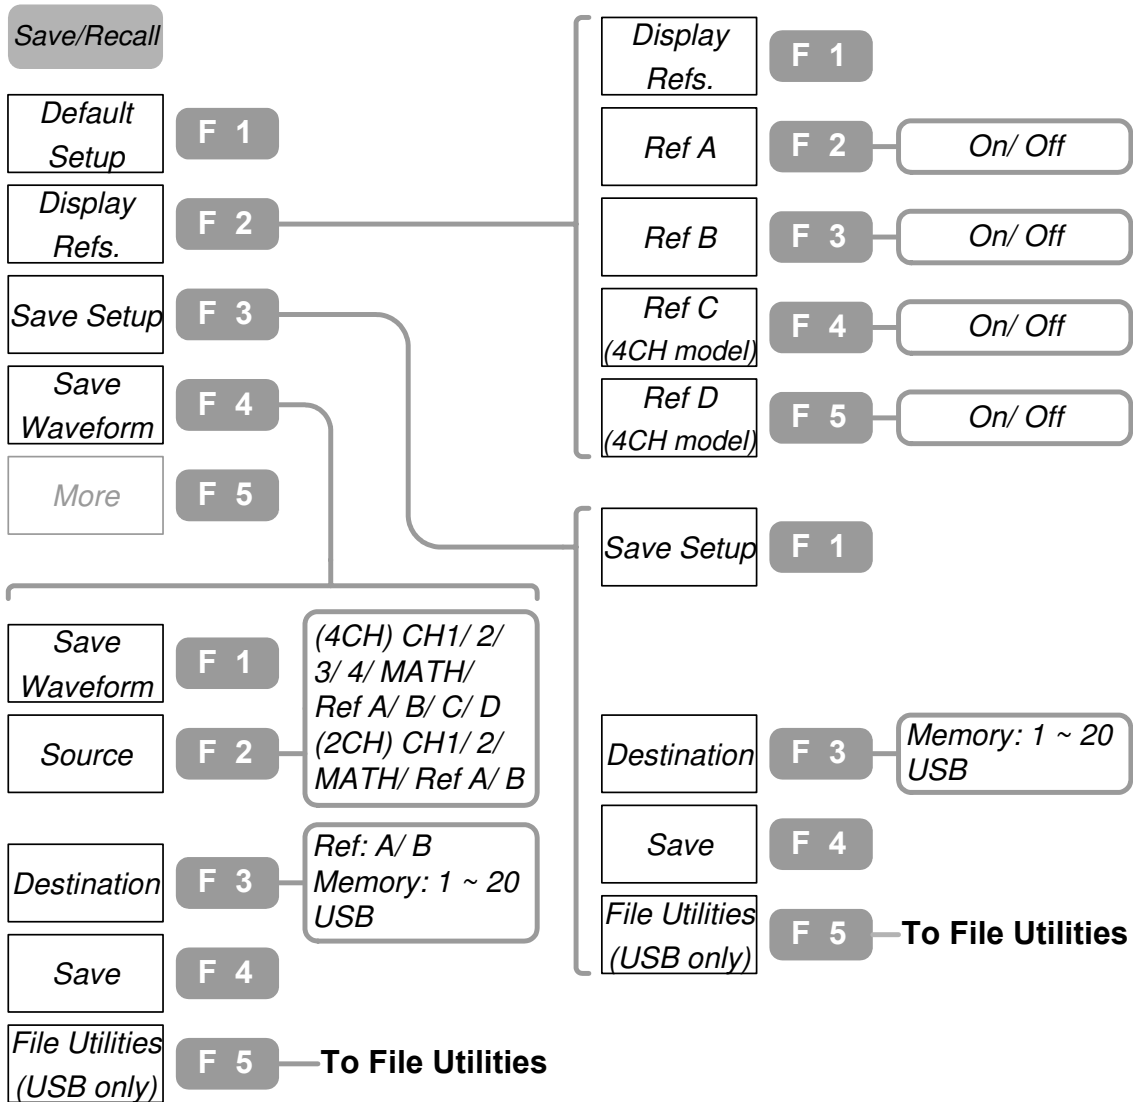 Save/Recall
Default
Setup
F 1
Display
Refs.
F 2
Save Setup
F 3
Save
Waveform
F 4
More
F 5
Display
Refs.
F 1
Ref A
F 2
On/ Off
Ref B
F 3
On/ Off
Ref C
(4CH model)
F 4
On/ Off
Ref D
(4CH model)
F 5
On/ Off
Save Setup
F 1
Destination
F 3
Memory: 1 ~ 20
USB
Save
F 4
File Utilities
(USB only)
F 5
To File Utilities
Save
Waveform
F 1
Source
F 2
(4CH) CH1/ 2/
3/ 4/ MATH/
Ref A/ B/ C/ D
(2CH) CH1/ 2/
MATH/ Ref A/ B
Destination
F 3
Ref: A/ B
Memory: 1 ~ 20
USB
Save
F 4
File Utilities
(USB only)
F 5
To File Utilities